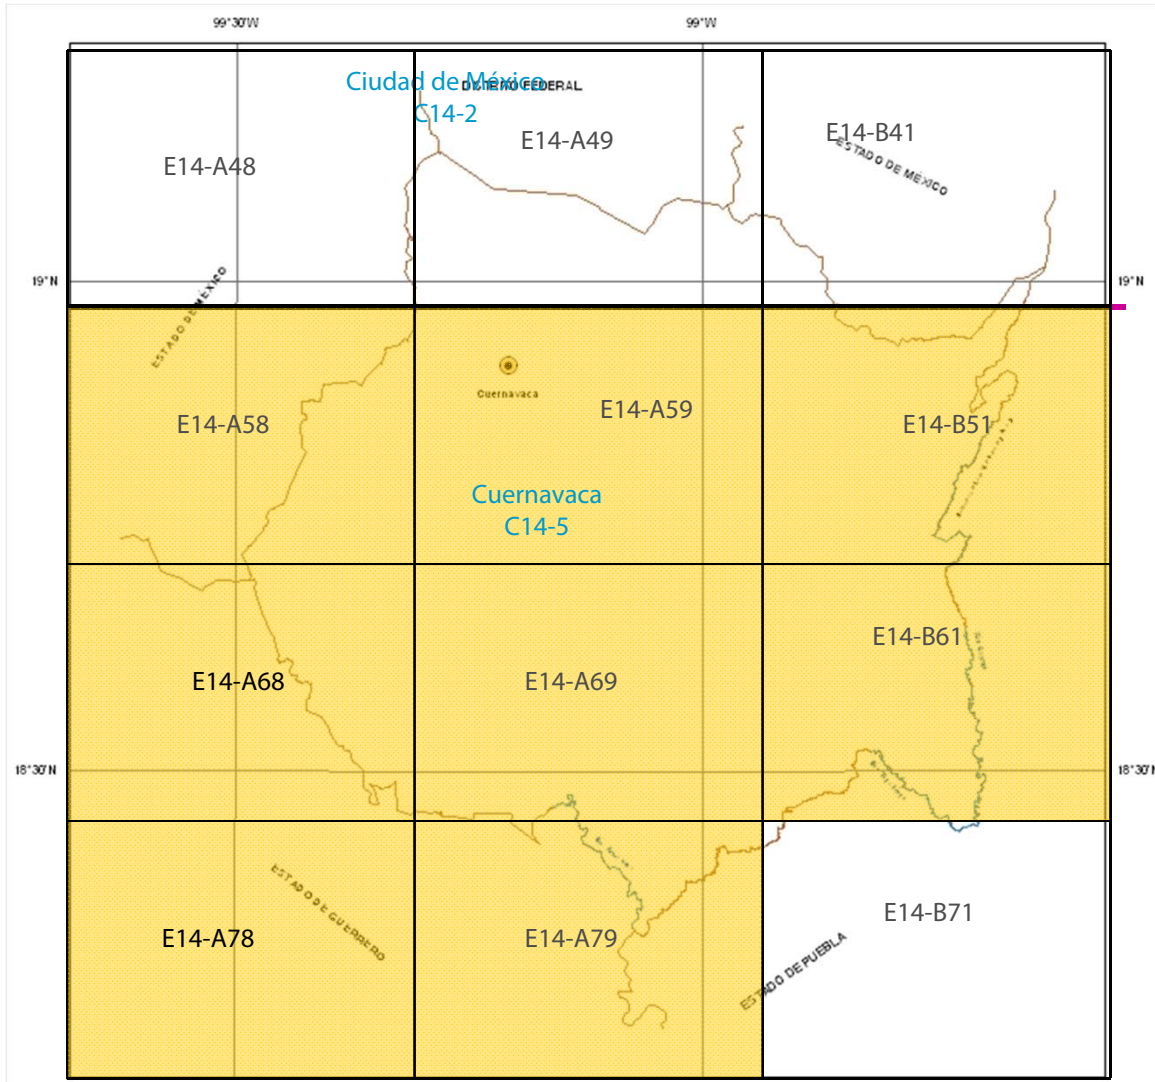 99°30'W
99°W
Ciudad de México
DISTRITO FEDERAL
C14-2
E14-A48
E14-A49
E14-B41
ESTADO DE MÉXICO
19°N
19°N
ESTADO DE MÉXICO
Cuernavaca
E14-A58
E14-A59
E14-B51
Cuernavaca
C14-5
E14-B61
E14-A68
E14-A69
18°30'N
18°30'N
ESTADO DE GUERRERO
E14-A78
E14-A79
E14-B71
ESTADO DE PUEBLA